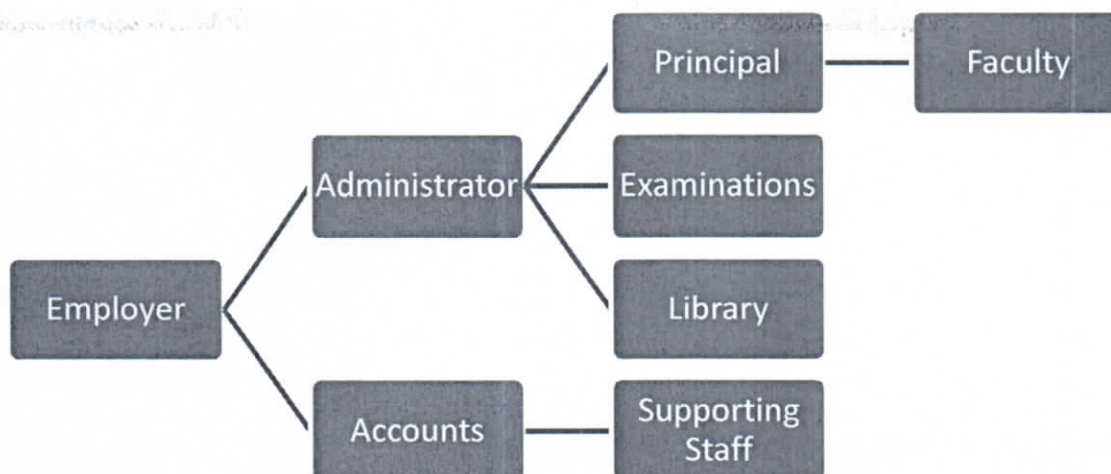 Principal
Faculty
Administrator
Examinations
Employer
Library
Accounts
Supporting
Staff